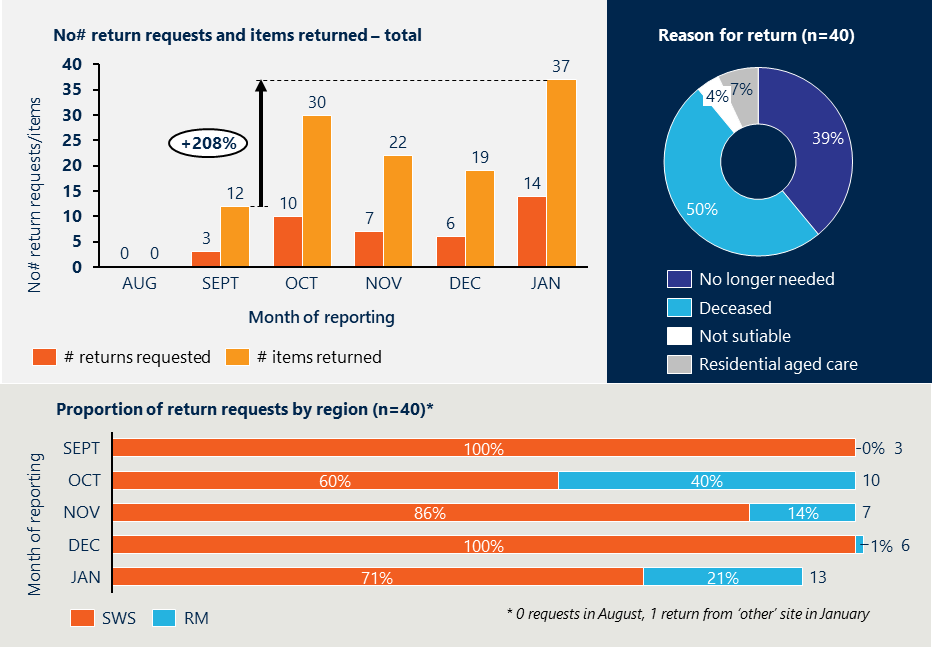 No# return requests and items returned – total
No# return requests/items
40
35
30
25
20
15
10
5
0
+208%
0 0
3 12
10 30
7 22
6 19
14 37
AUG SEPT OCT NOV DEC JAN
Month of reporting
# returns requested # items returned
Reason for return (n=40)
39%
50%
4%
7%
No longer needed
Deceased
Not sutiable
Residential aged care
Proportion of return requests by region (n=40)*
Month of reporting
SEPT 100% 0% 3
OCT 60% 40% 10
NOV 86% 14% 7
DEC 100% 1% 6
JAN 71% 21% 13
SWS RM
* 0 requests in August, 1 return from ‘other’ site in January